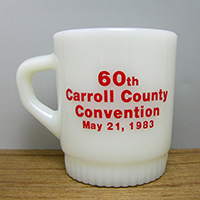 60th
Carroll County
Convention
May 21, 1983